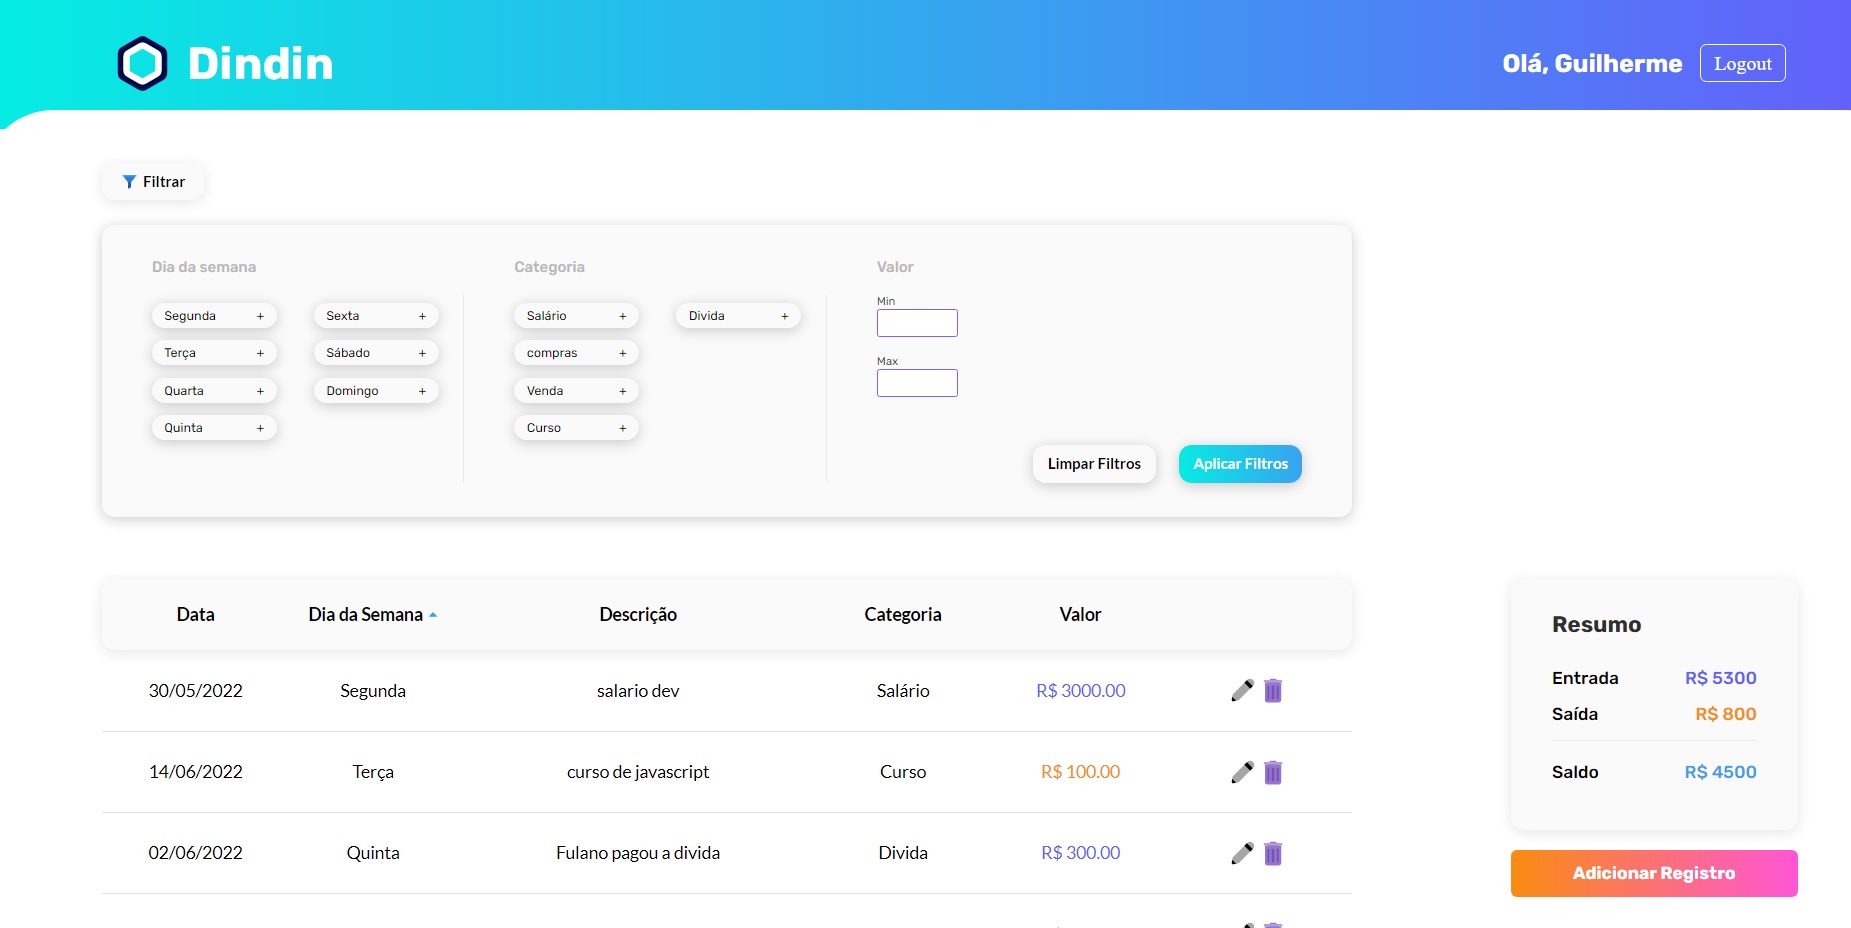 Dindin
Olá, Guilherme
Logout
Filtrar
Dia da semana
Segunda +
Sexta +
Terça +
Sábado +
Quarta +
Domingo +
Quinta +
Categoria
Salário +
Divida +
compras +
Venda +
Curso +
Valor
Min
Max
Limpar Filtros
Aplicar Filtros
Data Dia da Semana Descrição Categoria Valor
30/05/2022 Segunda salario dev Salário R$ 3000.00
14/06/2022 Terça curso de javascript Curso R$ 100.00
02/06/2022 Quinta Fulano pagou a divida Divida R$ 300.00
Resumo
Entrada R$ 5300
Saída R$ 800
Saldo R$ 4500
Adicionar Registro